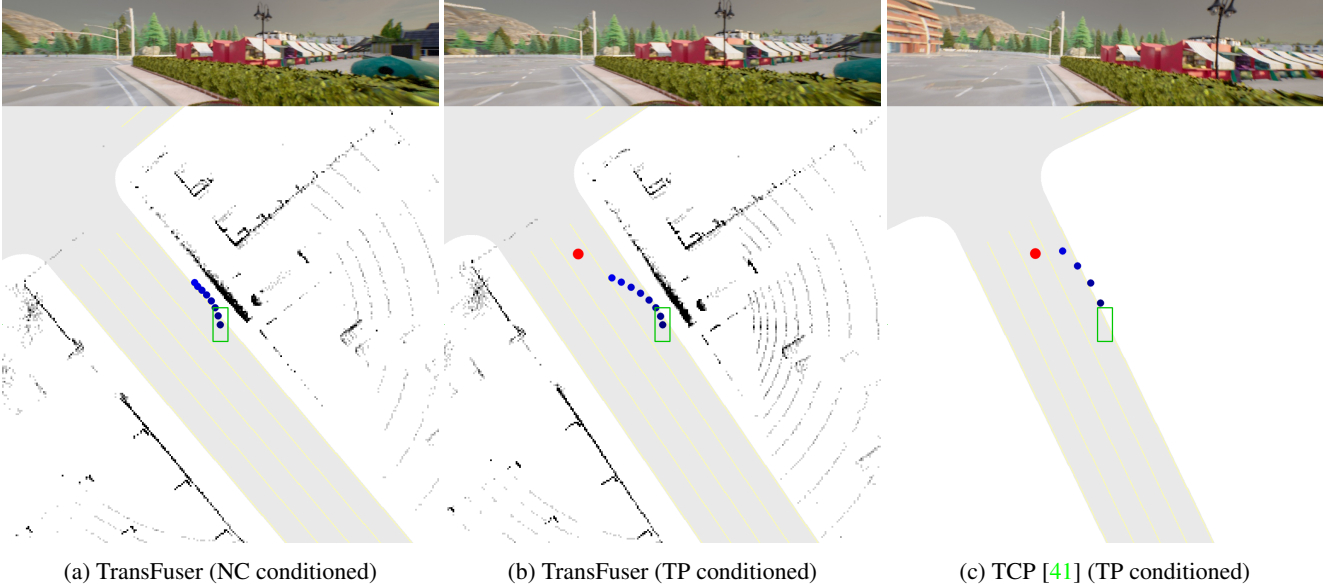 (a) TransFuser (NC conditioned)
(b) TransFuser (TP conditioned)
(c) TCP [41] (TP conditioned)